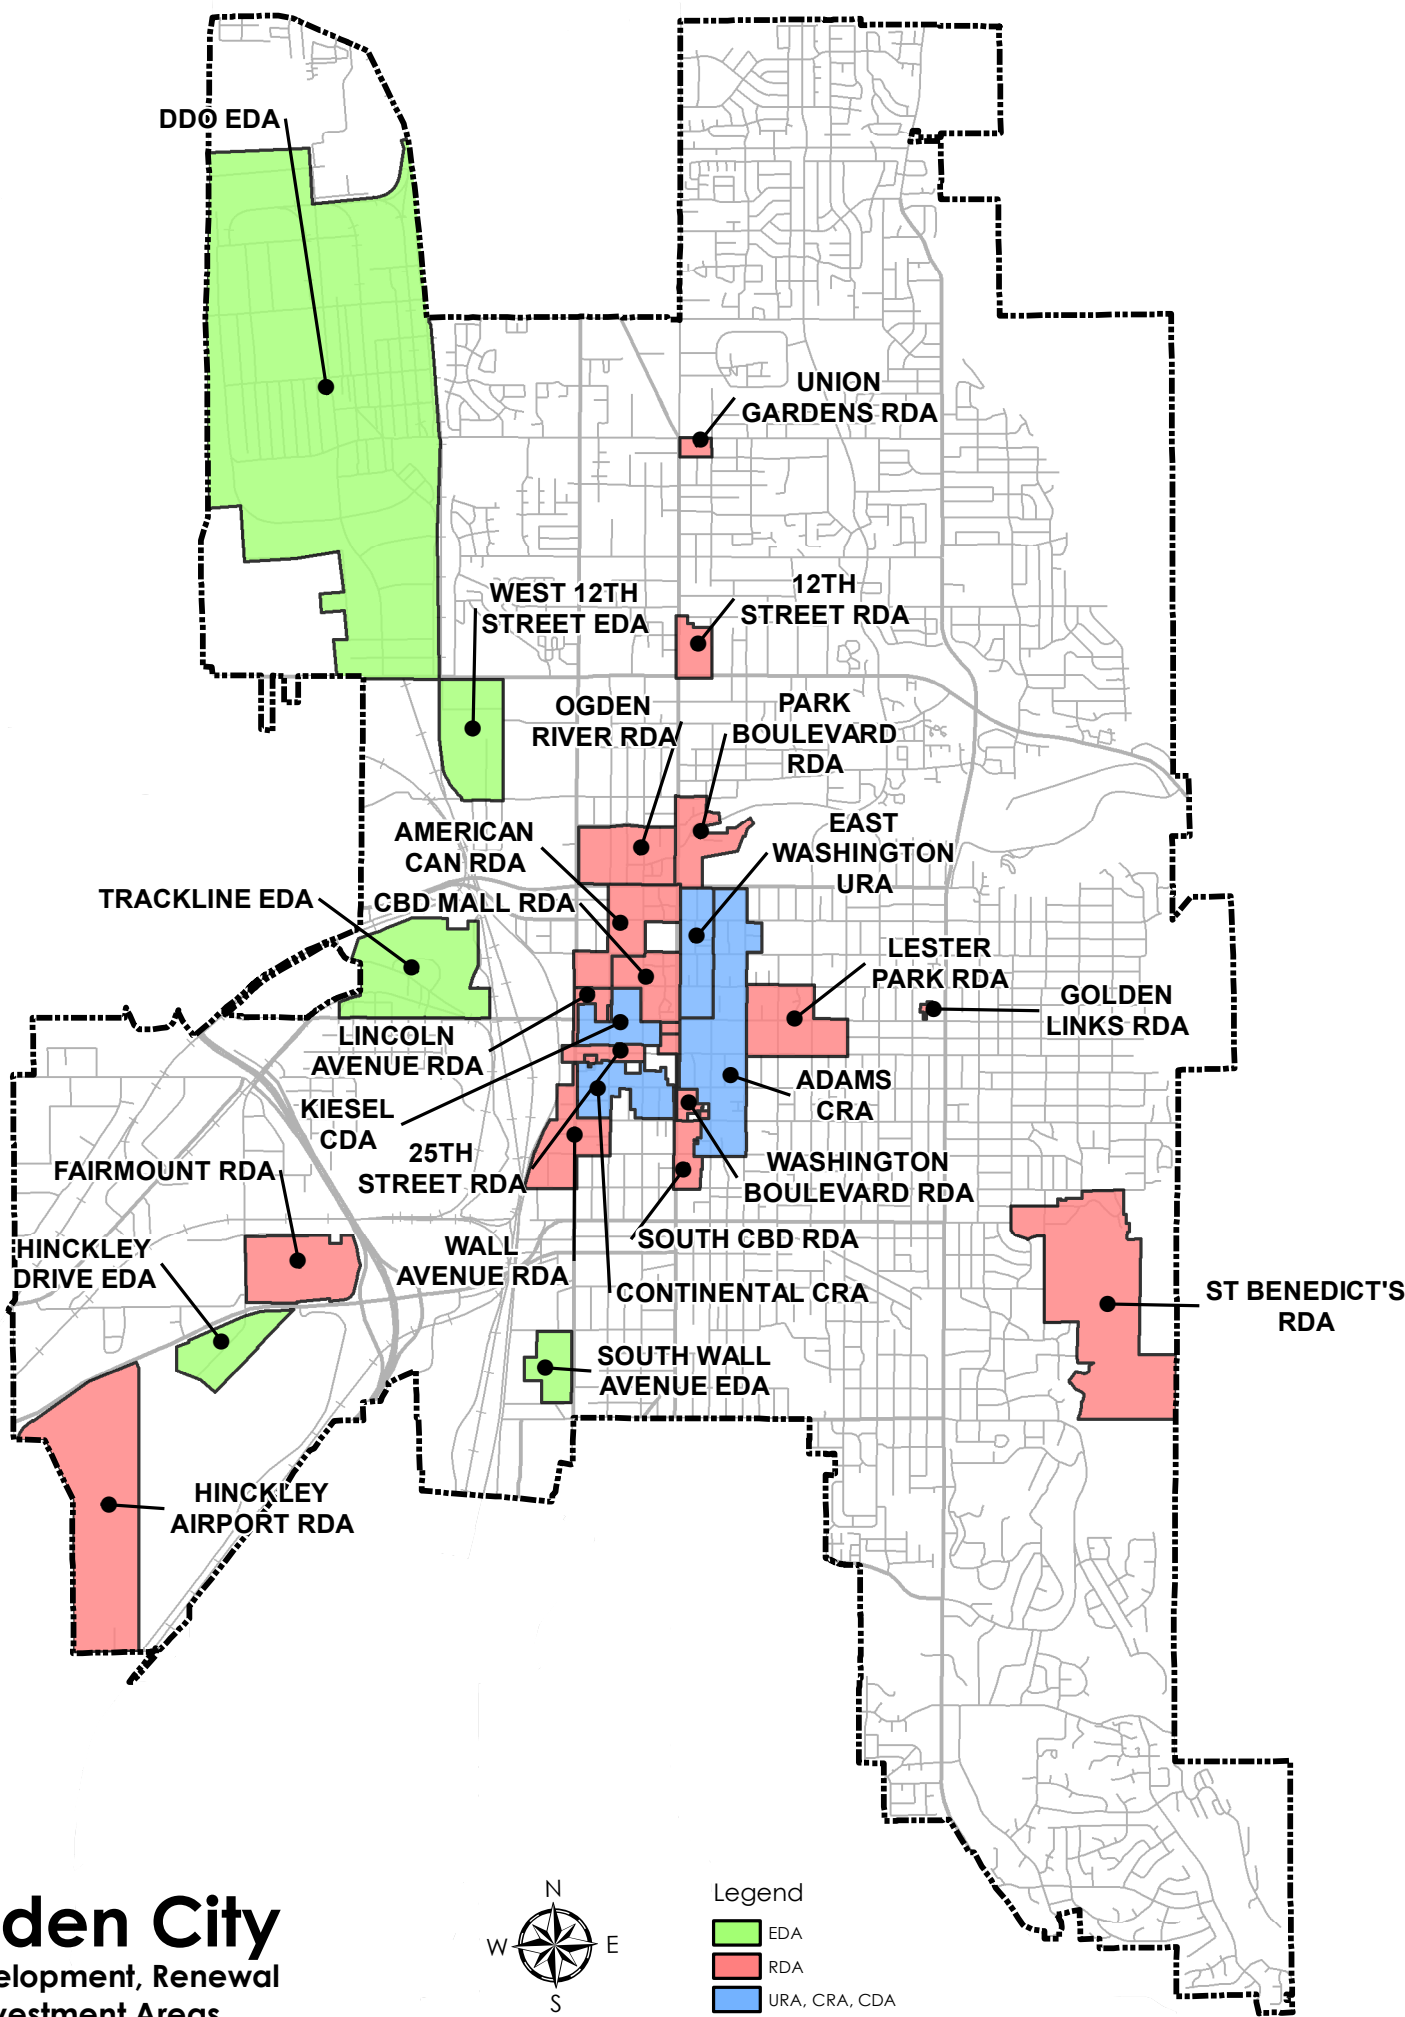 DDO EDA
UNION
GARDENS RDA
WEST 12TH
STREET EDA
12TH
STREET RDA
OGDEN
RIVER RDA
PARK
BOULEVARD
RDA
AMERICAN
CAN RDA
EAST
WASHINGTON
URA
TRACKLINE EDA
CBD MALL RDA
LESTER
PARK RDA
GOLDEN
LINKS RDA
LINCOLN
AVENUE RDA
KIESEL
CDA
ADAMS
CRA
25TH
STREET RDA
FAIRMOUNT RDA
WASHINGTON
BOULEVARD RDA
HINCKLEY
DRIVE EDA
WALL
AVENUE RDA
SOUTH CBD RDA
CONTINENTAL CRA
ST BENEDICT'S
RDA
SOUTH WALL
AVENUE EDA
HINCKLEY
AIRPORT RDA
den City
elopment, Renewal
vestment Areas
N
W E
S
Legend
EDA
RDA
URA, CRA, CDA